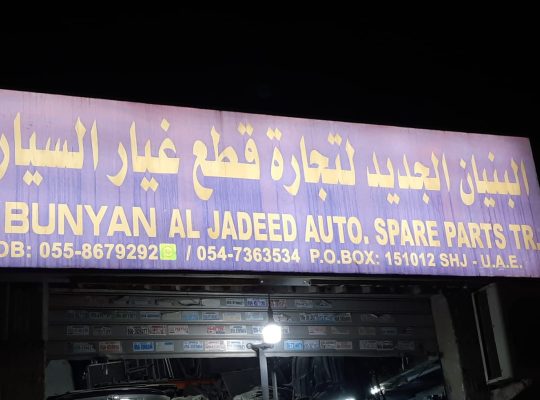 البنيان الجديد لتجارة قطع غيار السيار
BUNYAN AL JADEED AUTO. SPARE PARTS TR.
OB: 055-8679292 / 054-7363534 P.O.BOX: 151012 SHJ - U.A.E.